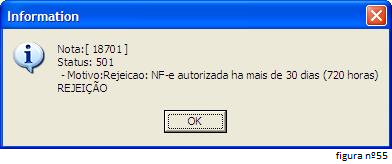 Information
Nota:[ 18701 ]
Status: 501
- Motivo:Rejeicao: NF-e autorizada ha mais de 30 dias (720 horas)
REJEIÇÃO
OK
figura nº55